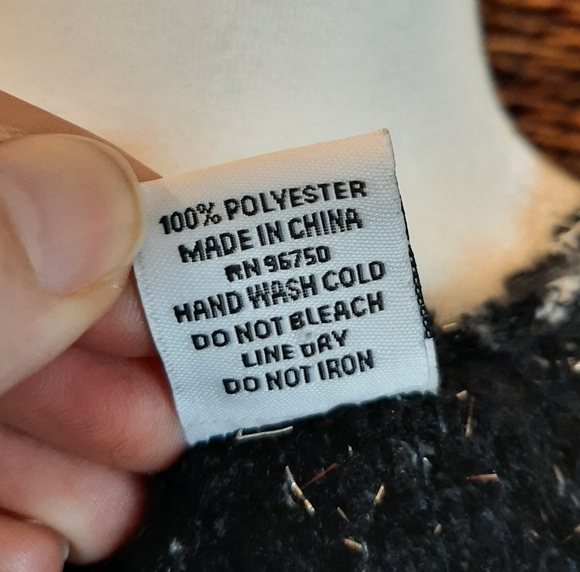 100% POLYESTER
MADE IN CHINA
RN 96750
HAND WASH COLD
DO NOT BLEACH
LINE DRY
DO NOT IRON